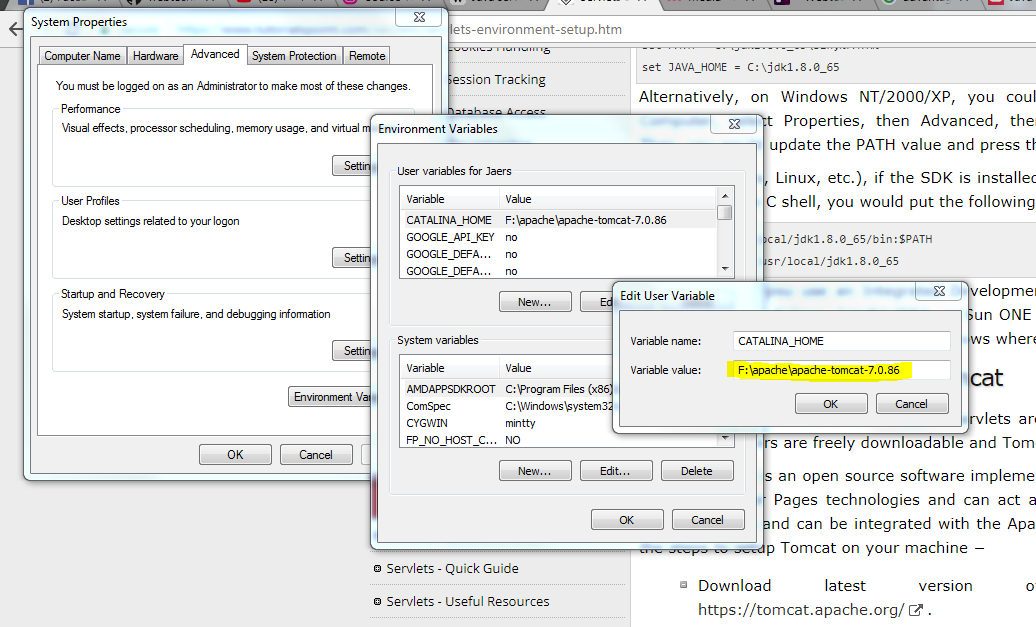 System Properties
lets-environment-setup.htm
Computer Name
Hardware
Advanced
System Protection
Remote
You must be logged on as an Administrator to make most of these changes.
Performance
Visual effects, processor scheduling, memory usage, and virtual m
Settin
User Profiles
Desktop settings related to your logon
Settin
Startup and Recovery
System startup, system failure, and debugging information
Settin
Environment Va
OK
Cancel
Cookies Handling
Session Tracking
Database Access
Environment Variables
User variables for Jaers
Variable Value
CATALINA_HOME F:\apache\apache-tomcat-7.0.86
GOOGLE_API_KEY no
GOOGLE_DEFA... no
GOOGLE_DEFA... no
New...
Ed
System variables
Variable Value
AMDAPPSDKROOT C:\Program Files (x86)
ComSpec C:\Windows\system32
CYGWIN mintty
FP_NO_HOST_C... NO
New...
Edit...
Delete
OK
Cancel
Edit User Variable
Variable name: CATALINA_HOME
Variable value: F:\apache\apache-tomcat-7.0.86
OK
Cancel
Servlets - Quick Guide
Servlets - Useful Resources
set JAVA_HOME = C:\jdk1.8.0_65
Alternatively, on Windows NT/2000/XP, you coul
Computer, select Properties, then Advanced, the
update the PATH value and press th
, Linux, etc.), if the SDK is installed
C shell, you would put the following
ocal/jdk1.8.0_65/bin:$PATH
usr/local/jdk1.8.0_65
you use an Integrated Developmen
Sun ONE
ows where
cat
rvlets are
rs are freely downloadable and Tom
s an open source software impleme
r Pages technologies and can act a
and can be integrated with the Apa
the steps to setup Tomcat on your machine −
Download latest version o
https://tomcat.apache.org/ .